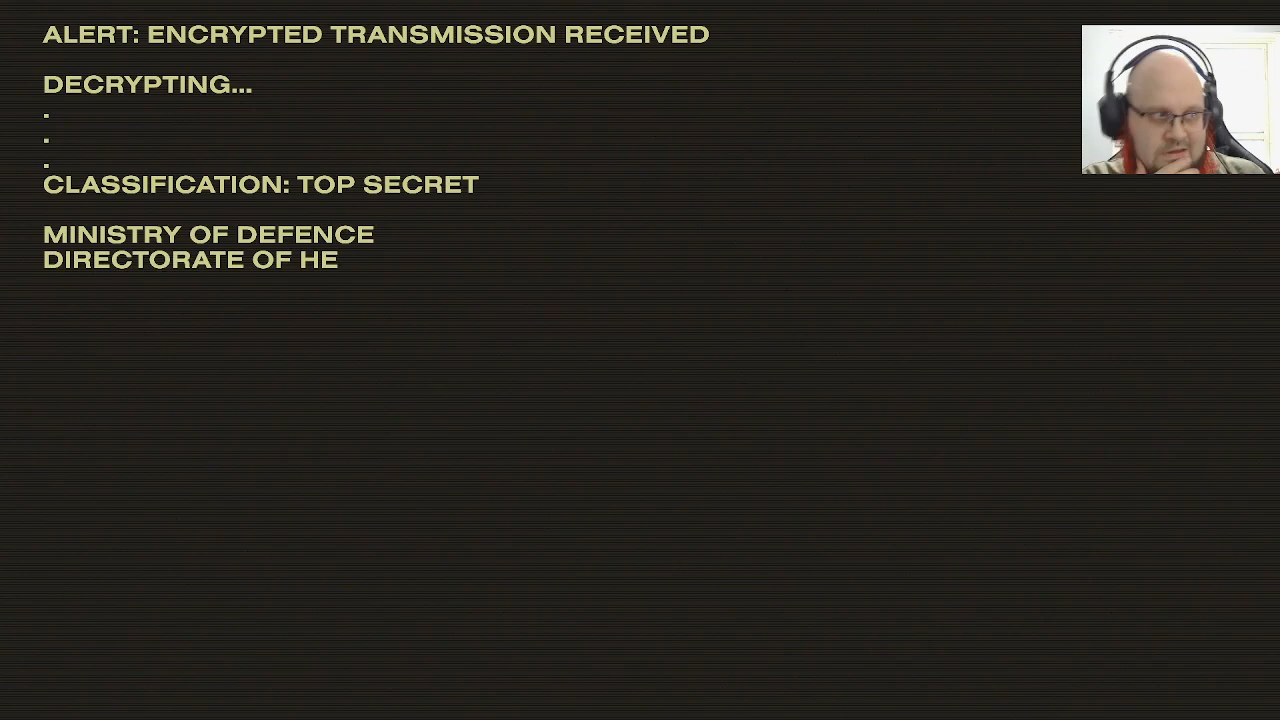 ALERT: ENCRYPTED TRANSMISSION RECEIVED
DECRYPTING...
.
.
.
CLASSIFICATION: TOP SECRET
MINISTRY OF DEFENCE
DIRECTORATE OF HE